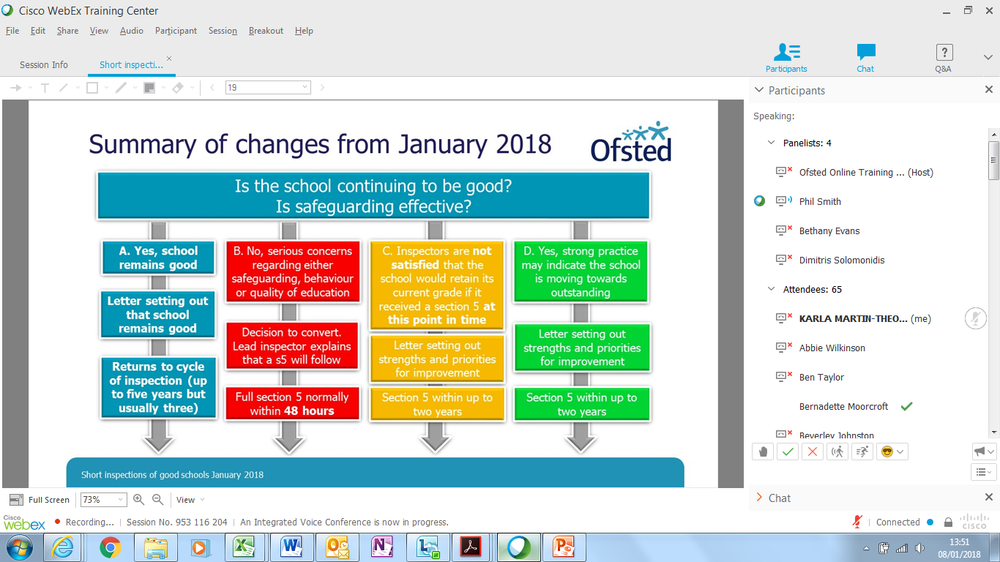 Cisco WebEx Training Center
File Edit Share View Audio Participant Session Breakout Help
Session Info
Short inspecti...
Participants
Chat
Q&A
19
Summary of changes from January 2018
Ofsted
Is the school continuing to be good?
Is safeguarding effective?
A. Yes, school
remains good
Letter setting out
that school
remains good
Returns to cycle
of inspection (up
to five years but
usually three)
B. No, serious concerns
regarding either
safeguarding, behaviour
or quality of education
Decision to convert.
Lead inspector explains
that a s5 will follow
Full section 5 normally
within 48 hours
C. Inspectors are not
satisfied that the
school would retain its
current grade if it
received a section 5 at
this point in time
Letter setting out
strengths and priorities
for improvement
Section 5 within up to
two years
D. Yes, strong practice
may indicate the school
is moving towards
outstanding
Letter setting out
strengths and priorities
for improvement
Section 5 within up to
two years
Short inspections of good schools January 2018
Participants
Speaking:
Panelists: 4
Ofsted Online Training ... (Host)
Phil Smith
Bethany Evans
Dimitris Solomonidis
Attendees: 65
KARLA MARTIN-THEO... (me)
Abbie Wilkinson
Ben Taylor
Bernadette Moorcroft
Beverley Johnston
Chat
Full Screen
73%
View
Cisco webex
Recording... | Session No. 953 116 204 | An Integrated Voice Conference is now in progress.
Connected
cisco
13:51
08/01/2018